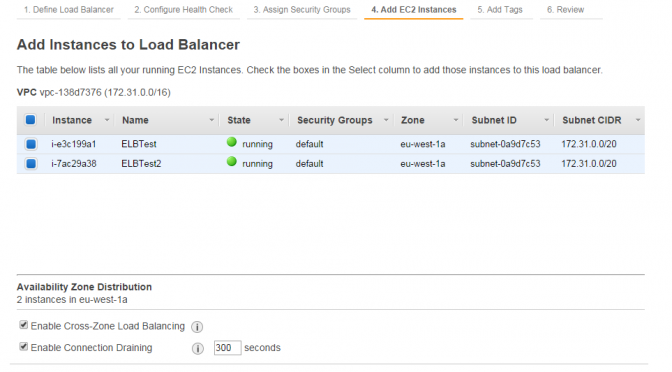 1. Define Load Balancer 2. Configure Health Check 3. Assign Security Groups 4. Add EC2 Instances 5. Add Tags 6. Review
Add Instances to Load Balancer
The table below lists all your running EC2 Instances. Check the boxes in the Select column to add those instances to this load balancer.
VPC vpc-138d7376 (172.31.0.0/16)
Instance Name State Security Groups Zone Subnet ID Subnet CIDR
i-e3c199a1 ELBTest running default eu-west-1a subnet-0a9d7c53 172.31.0.0/20
i-7ac29a38 ELBTest2 running default eu-west-1a subnet-0a9d7c53 172.31.0.0/20
Availability Zone Distribution
2 instances in eu-west-1a
Enable Cross-Zone Load Balancing i
Enable Connection Draining i 300 seconds